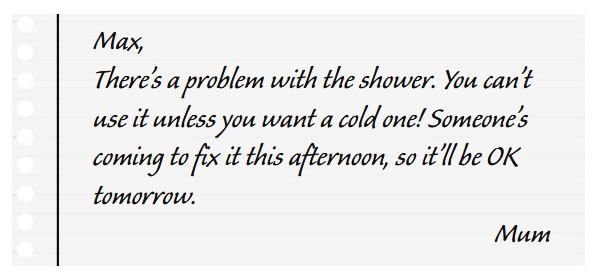 Max,
There's a problem with the shower. You can't
use it unless you want a cold one! Someone's
coming to fix it this afternoon, so it'll be OK
tomorrow.
Mum